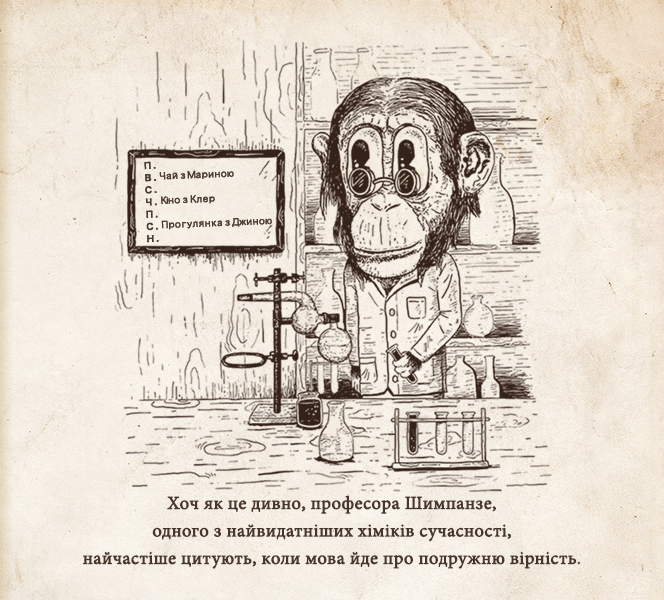 П.
В. Чай з Мариною
С.
Ч. Кіно з Клер
П.
С. Прогулянка з Джиною
Н.
Хоч як це дивно, професора Шимпанзе,
одного з найвидатніших хіміків сучасності,
найчастіше цитують, коли мова йде про подружню вірність.